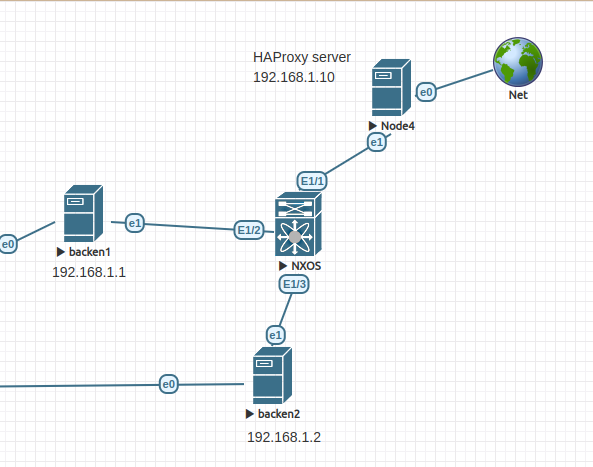 HAProxy server
192.168.1.10
Net
e0
Node4
e1
E1/1
backen1
e0
e1
E1/2
192.168.1.1
NXOS
E1/3
e1
e0
backen2
192.168.1.2